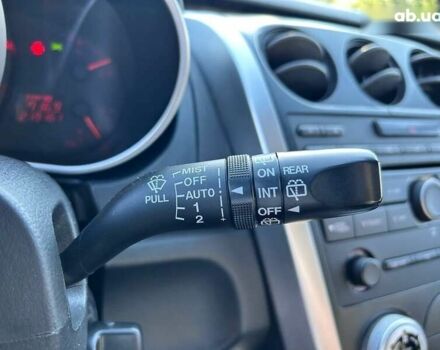 ab.ua
MIST
OFF
AUTO
1
2
PULL
ON
INT
OFF
REAR